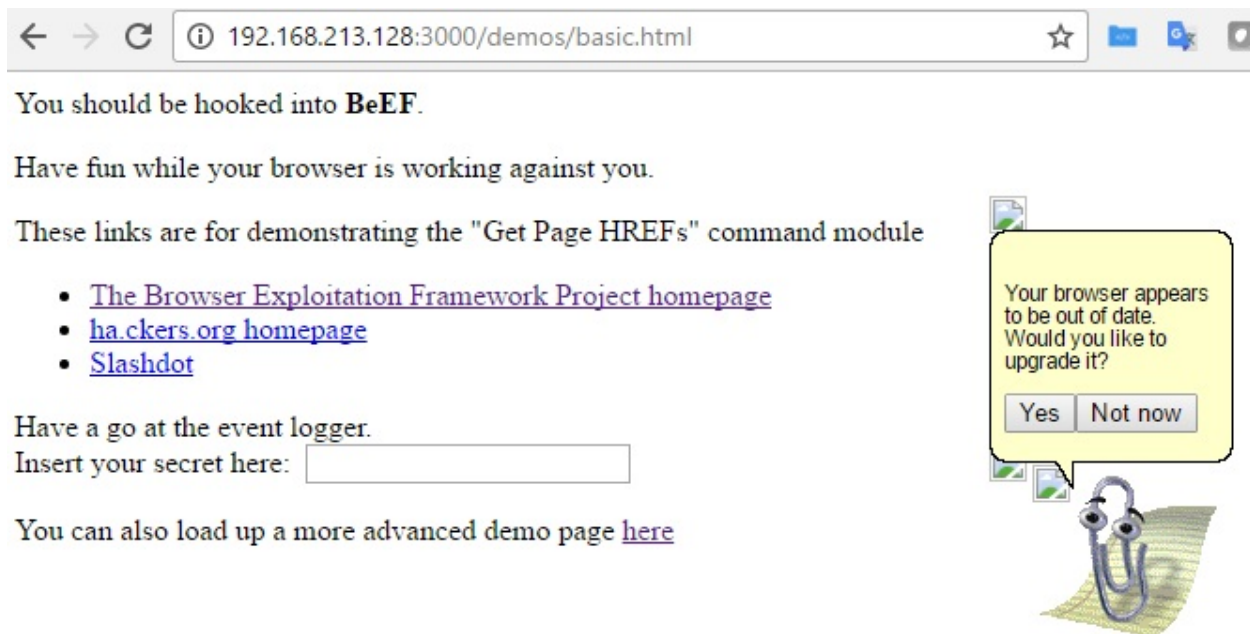 192.168.213.128:3000/demos/basic.html
You should be hooked into BeEF.
Have fun while your browser is working against you.
These links are for demonstrating the "Get Page HREFs" command module
The Browser Exploitation Framework Project homepage
ha.ckers.org homepage
Slashdot
Have a go at the event logger.
Insert your secret here:
You can also load up a more advanced demo page here
Your browser appears
to be out of date.
Would you like to
upgrade it?
Yes Not now